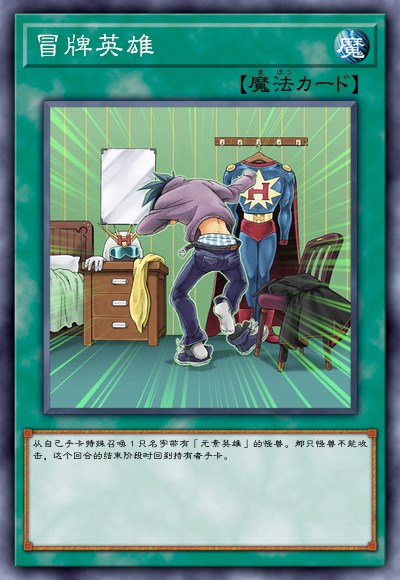 冒牌英雄
魔
【魔法カード】
まほう
H
从自己手卡特殊召唤1只名字带有「元素英雄」的怪兽。那只怪兽不能攻
击，这个回合的结束阶段时回到持有者手卡。